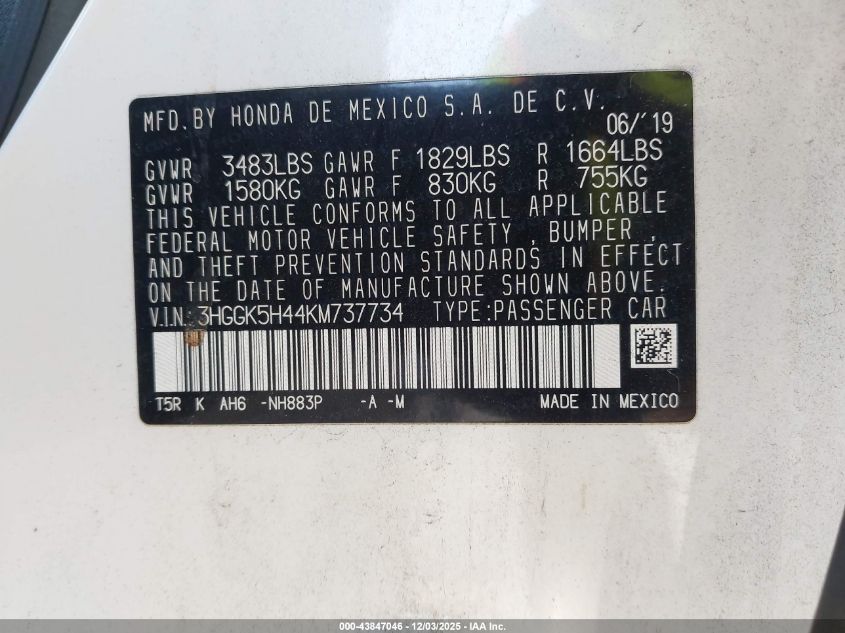 MFD. BY HONDA DE MEXICO S.A. DE C.V.
06/'19
GVWR 3483LBS GAWR F 1829LBS R 1664LBS
GVWR 1580KG GAWR F 830KG R 755KG
THIS VEHICLE CONFORMS TO ALL APPLICABLE
FEDERAL MOTOR VEHICLE SAFETY , BUMPER ,
AND THEFT PREVENTION STANDARDS IN EFFECT
ON THE DATE OF MANUFACTURE SHOWN ABOVE.
V.I.N: 3HGGK5H44KM737734 TYPE:PASSENGER CAR
T5R K AH6 -NH883P -A -M MADE IN MEXICO
000-43847046 - 12/03/2025 - IAA Inc.